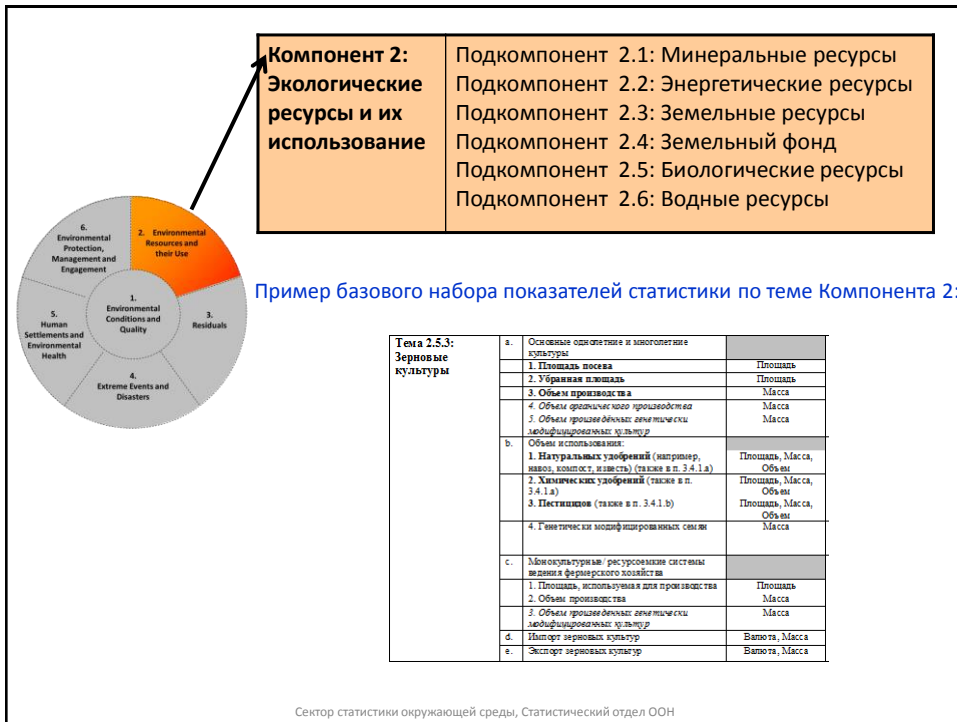 Компонент 2:
Экологические
ресурсы и их
использование
Подкомпонент 2.1: Минеральные ресурсы
Подкомпонент 2.2: Энергетические ресурсы
Подкомпонент 2.3: Земельные ресурсы
Подкомпонент 2.4: Земельный фонд
Подкомпонент 2.5: Биологические ресурсы
Подкомпонент 2.6: Водные ресурсы
6.
Environmental
Protection,
Management and
Engagement
2. Environmental
Resources and
their Use
1.
Environmental
Conditions and
Quality
3.
Residuals
5.
Human
Settlements and
Environmental
Health
4.
Extreme Events and
Disasters
Пример базового набора показателей статистики по теме Компонента 2:
Тема 2.5.3:
Зерновые
культуры
a. Основные однолетние и многолетние
культуры
1. Площадь посева Площадь
2. Убранная площадь Площадь
3. Объем производства Масса
4. Объем органического производства Масса
5. Объем произведённых генетически Масса
модифицированных культур
b. Объем использования:
1. Натуральных удобрений (например, Площадь, Масса,
навоз, компост, известь) (также в п. 3.4.1.a) Объем
2. Химических удобрений (также в п. Площадь, Масса,
3.4.1.a) Объем
3. Пестицидов (также в п. 3.4.1.b) Площадь, Масса,
Объем
4. Генетически модифицированных семян Масса
c. Монокультурные/ ресурсоемкие системы
ведения фермерского хозяйства
1. Площадь, используемая для производства Площадь
2. Объем производства Масса
3. Объем произведенных генетически Масса
модифицированных культур
d. Импорт зерновых культур Валюта, Масса
e. Экспорт зерновых культур Валюта, Масса
Сектор статистики окружающей среды, Статистический отдел ООН